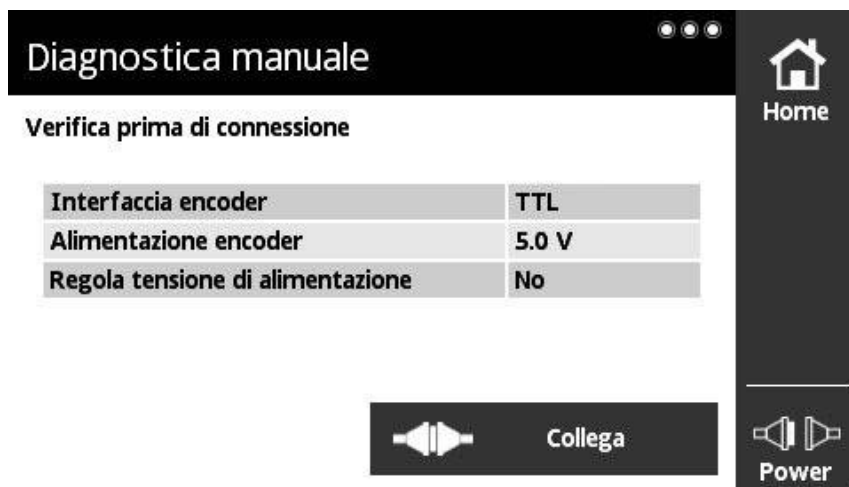 Diagnostica manuale
Home
Verifica prima di connessione
Interfaccia encoder TTL
Alimentazione encoder 5.0 V
Regola tensione di alimentazione No
Collega
Power